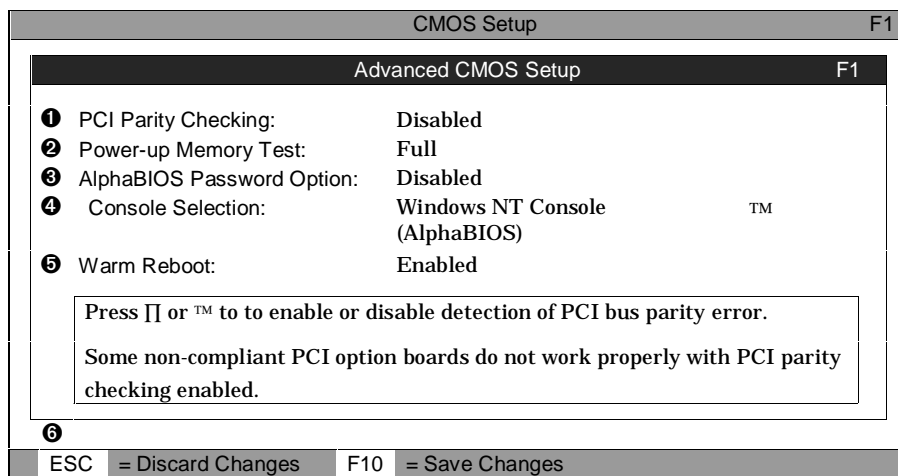 CMOS Setup F1
Advanced CMOS Setup F1
❶ PCI Parity Checking: Disabled
❷ Power-up Memory Test: Full
❸ AlphaBIOS Password Option: Disabled
❹ Console Selection: Windows NT Console ™
(AlphaBIOS)
❺ Warm Reboot: Enabled
Press ∏ or ™ to to enable or disable detection of PCI bus parity error.
Some non-compliant PCI option boards do not work properly with PCI parity
checking enabled.
❻
ESC = Discard Changes F10 = Save Changes